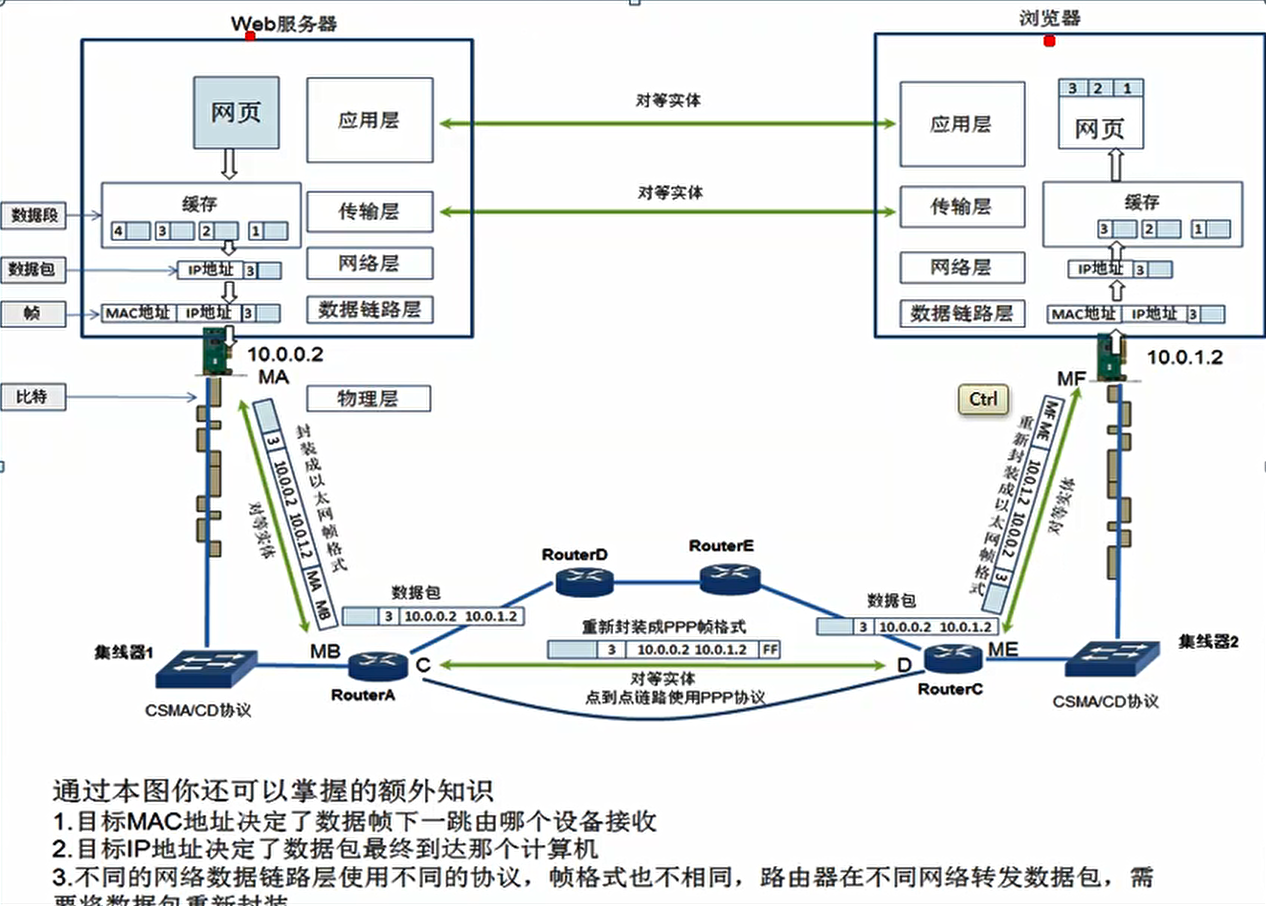 Web服务器
浏览器
网页
应用层
对等实体
应用层
3 2 1
网页
数据段
缓存
4 3 2 1
传输层
对等实体
传输层
缓存
3 2 1
数据包
IP地址 3
网络层
网络层
IP地址 3
帧
MAC地址 IP地址 3
数据链路层
数据链路层
MAC地址 IP地址 3
10.0.0.2
MA
10.0.1.2
MF
比特
物理层
Ctrl
对等实体
3 10.0.0.2 10.0.1.2 MA MB
封装成以太网帧格式
重新封装成以太网帧格式
MF ME 10.0.1.2 10.0.0.2 3
对等实体
RouterD
RouterE
数据包
3 10.0.0.2 10.0.1.2
数据包
3 10.0.0.2 10.0.1.2
重新封装成PPP帧格式
3 10.0.0.2 10.0.1.2 FF
集线器1
MB
C
D
ME
集线器2
RouterA
对等实体
点到点链路使用PPP协议
RouterC
CSMA/CD协议
CSMA/CD协议
通过本图你还可以掌握的额外知识
1.目标MAC地址决定了数据帧下一跳由哪个设备接收
2.目标IP地址决定了数据包最终到达那个计算机
3.不同的网络数据链路层使用不同的协议，帧格式也不相同，路由器在不同网络转发数据包，需
要将数据包重新封装